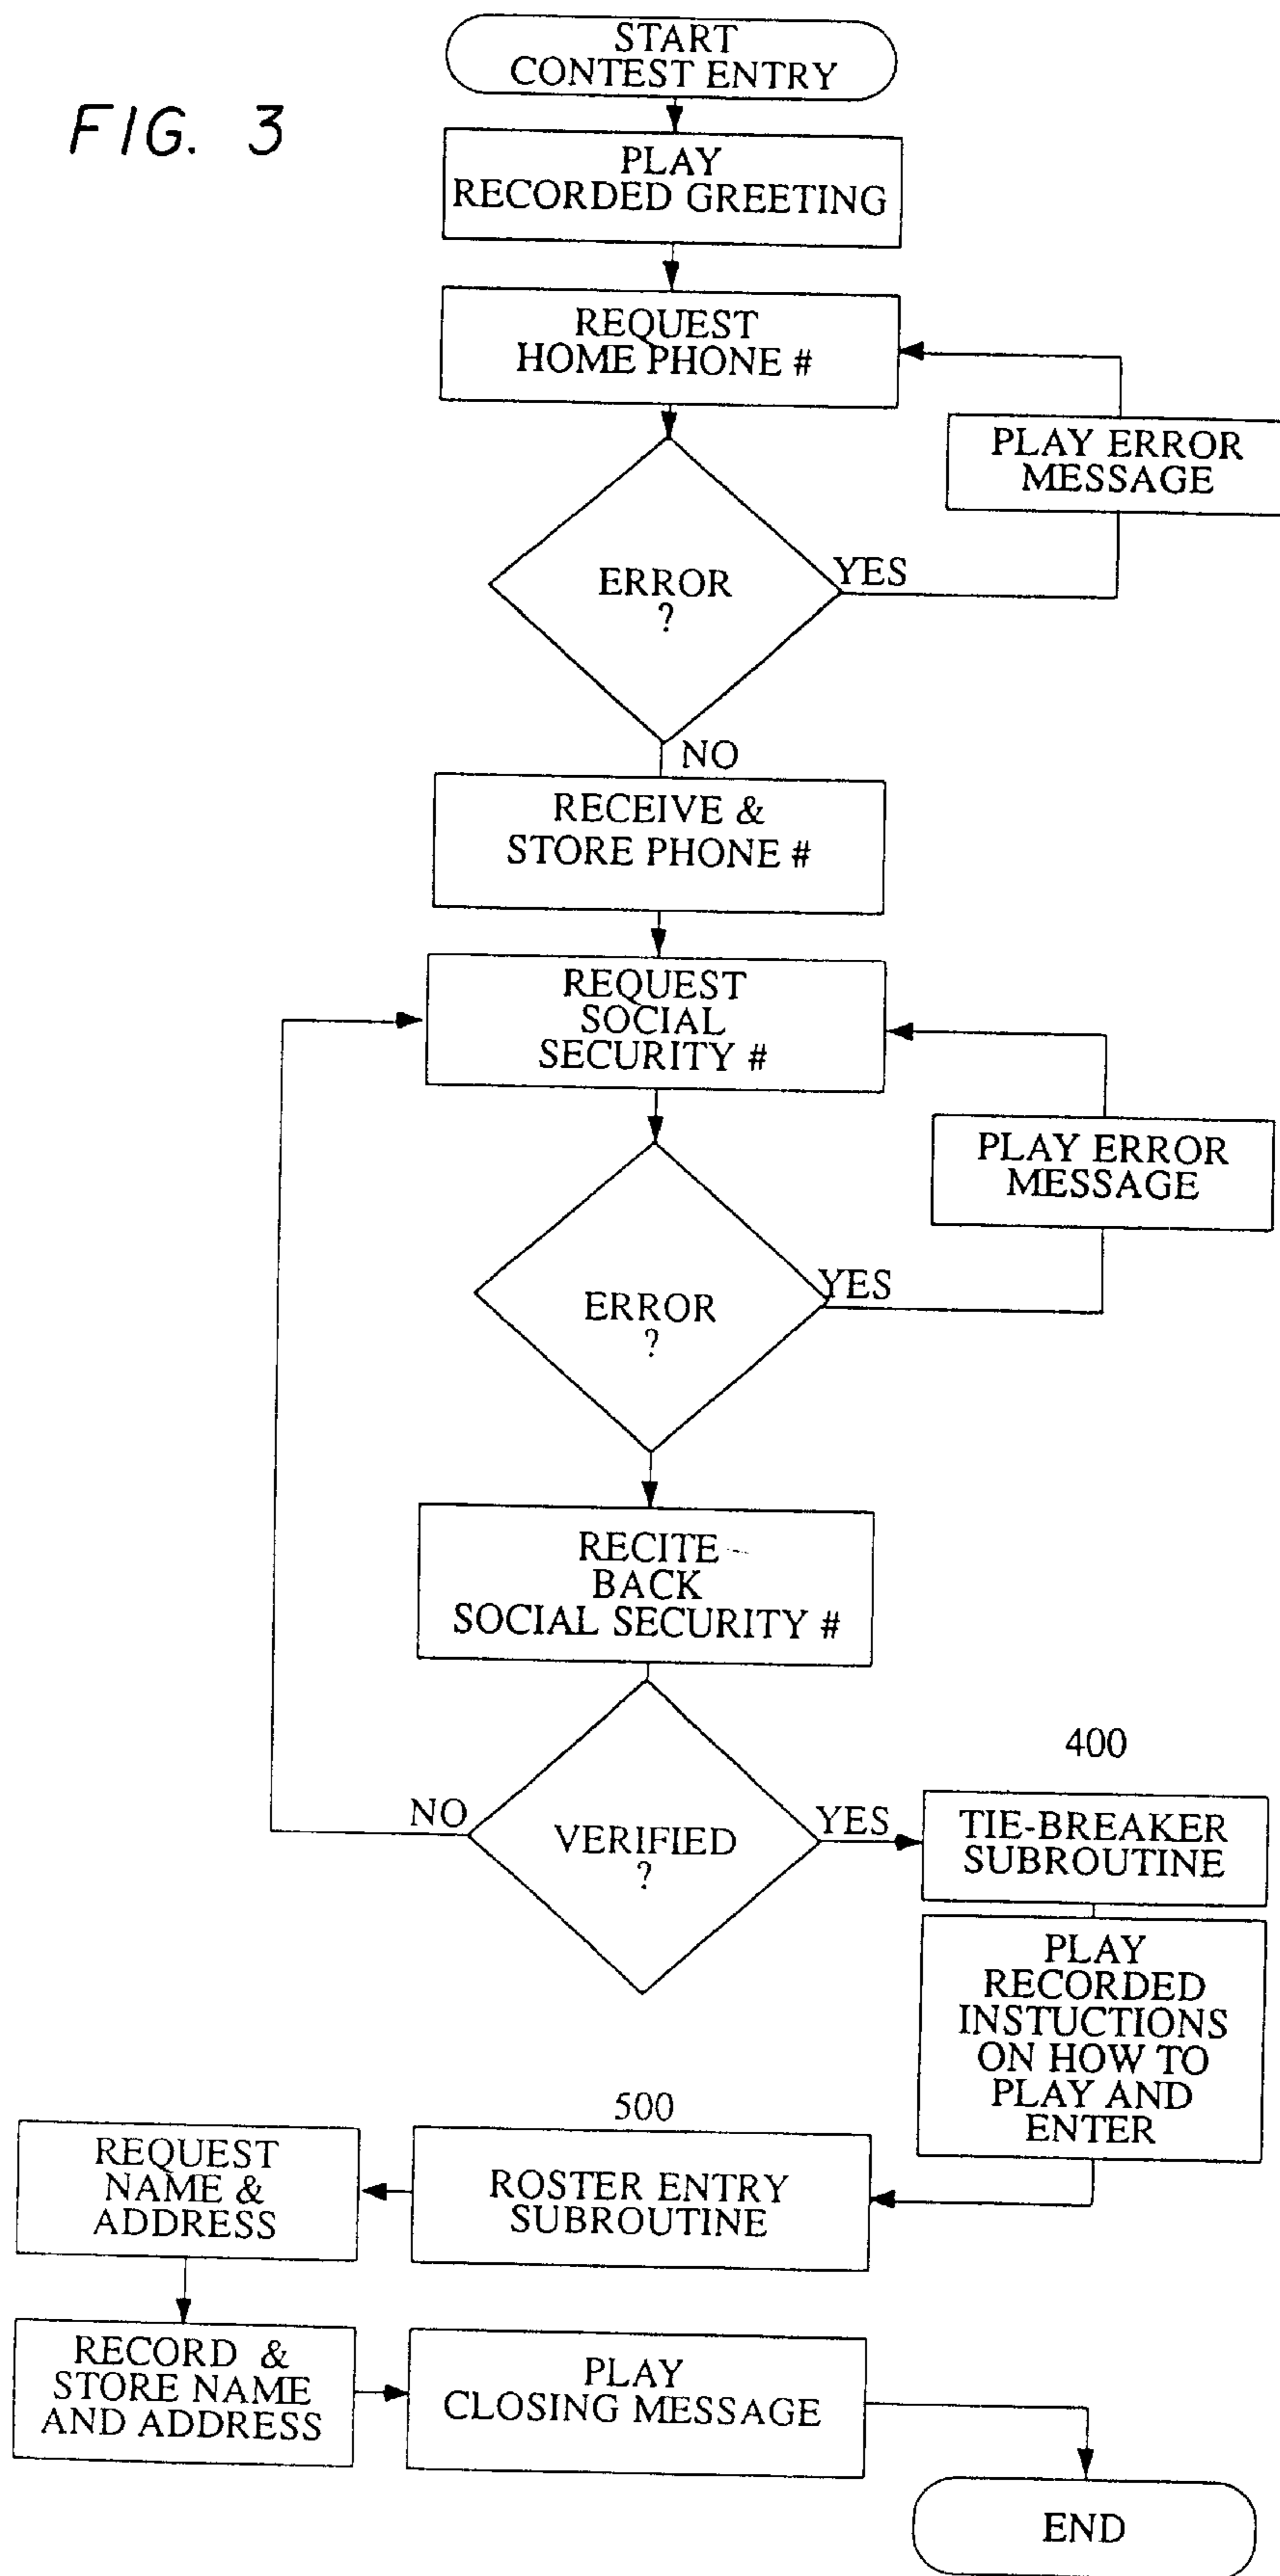 FIG. 3
START
CONTEST ENTRY
PLAY
RECORDED GREETING
REQUEST
HOME PHONE #
PLAY ERROR
MESSAGE
ERROR
?
YES
NO
RECEIVE &
STORE PHONE #
REQUEST
SOCIAL
SECURITY #
PLAY ERROR
MESSAGE
ERROR
?
YES
RECITE
BACK
SOCIAL SECURITY #
VERIFIED
?
NO
YES
400
TIE-BREAKER
SUBROUTINE
PLAY
RECORDED
INSTUCTIONS
ON HOW TO
PLAY AND
ENTER
500
ROSTER ENTRY
SUBROUTINE
REQUEST
NAME &
ADDRESS
RECORD &
STORE NAME
AND ADDRESS
PLAY
CLOSING MESSAGE
END